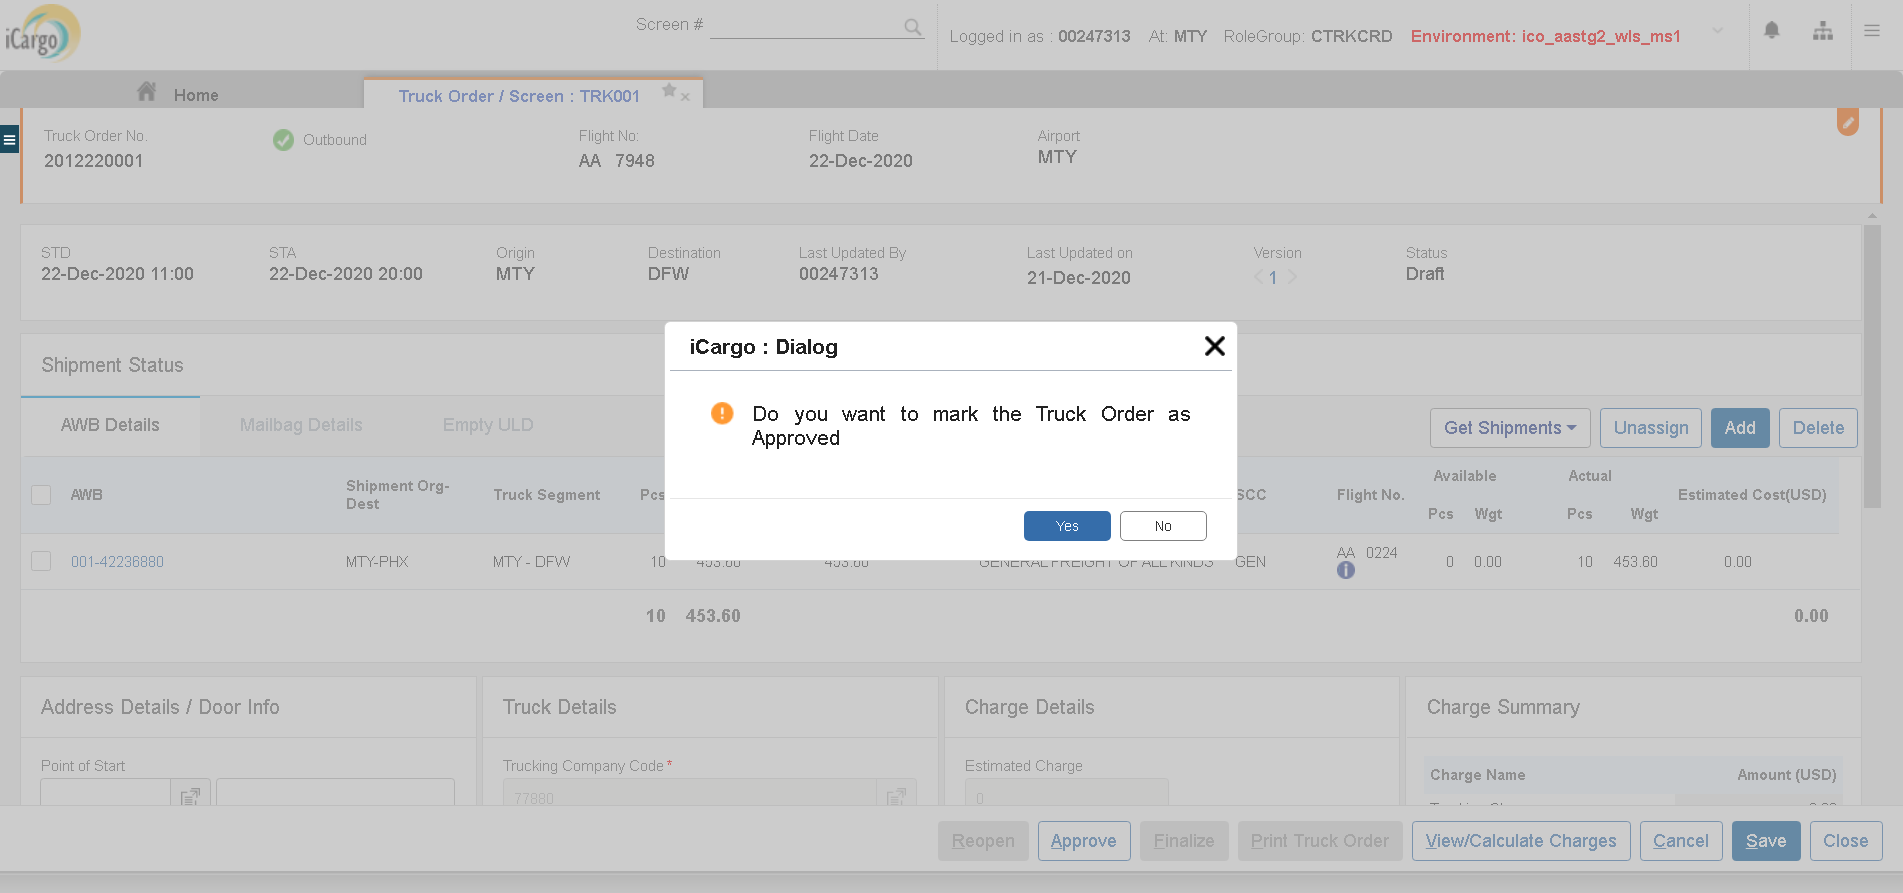 iCargo
Screen #
Logged in as : 00247313 At: MTY RoleGroup: CTRKCRD Environment: ico_aastg2_wls_ms1
Home
Truck Order / Screen : TRK001
Truck Order No.
2012220001
Outbound
Flight No:
AA 7948
Flight Date
22-Dec-2020
Airport
MTY
STD
22-Dec-2020 11:00
STA
22-Dec-2020 20:00
Origin
MTY
Destination
DFW
Last Updated By
00247313
Last Updated on
21-Dec-2020
Version
1
Status
Draft
Shipment Status
AWB Details
Mailbag Details
Empty ULD
Get Shipments
Unassign
Add
Delete
iCargo : Dialog
Do you want to mark the Truck Order as
Approved
Yes
No
AWB
Shipment Org-
Dest
Truck Segment
Pcs
SCC
Flight No.
Available
Pcs Wgt
Actual
Pcs Wgt
Estimated Cost(USD)
001-42236880
MTY-PHX
MTY - DFW
10
453.60
453.60
GENERAL FREIGHT OF ALL KINDS
GEN
AA 0224
0
0.00
10
453.60
0.00
10 453.60
0.00
Address Details / Door Info
Point of Start
Truck Details
Trucking Company Code *
77880
Charge Details
Estimated Charge
0
Charge Summary
Charge Name
Amount (USD)
Reopen
Approve
Finalize
Print Truck Order
View/Calculate Charges
Cancel
Save
Close